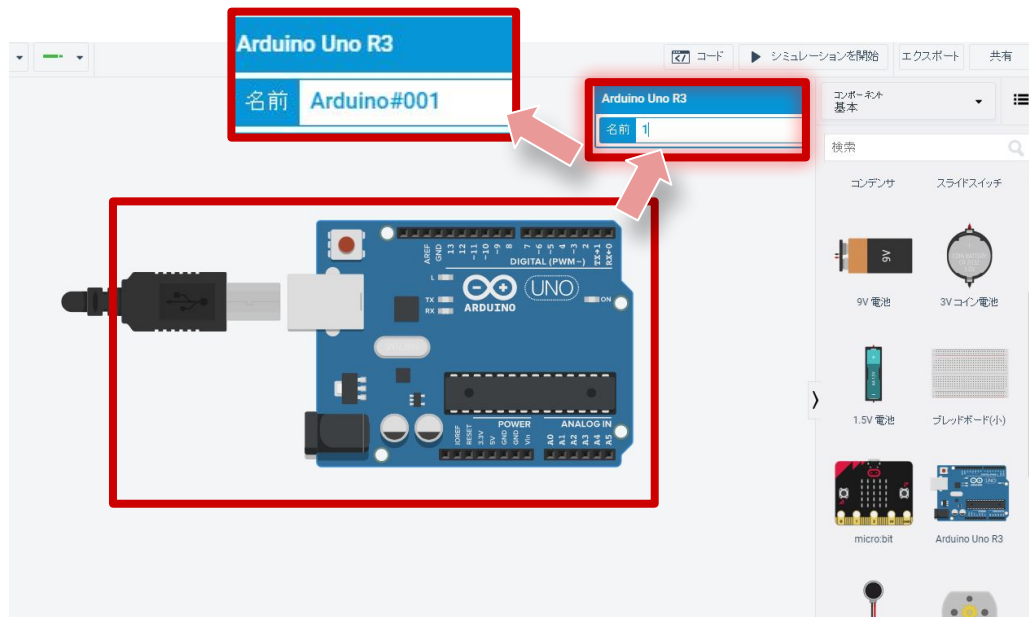 Arduino Uno R3
名前 Arduino#001
コード
シミュレーションを開始
エクスポート
共有
Arduino Uno R3
名前 1
コンポーネント
基本
検索
コンデンサ
スライドスイッチ
9V
9V 電池
3V コイン電池
1.5V 電池
ブレッドボード(小)
micro:bit
Arduino Uno R3
AREF
GND
13
12
~11
~10
~9
8
7
~6
~5
4
~3
2
TX→1
RX←0
DIGITAL (PWM~)
L
TX
RX
ARDUINO
UNO
ON
POWER
ANALOG IN
IOREF
RESET
3.3V
5V
GND
GND
Vin
A0
A1
A2
A3
A4
A5